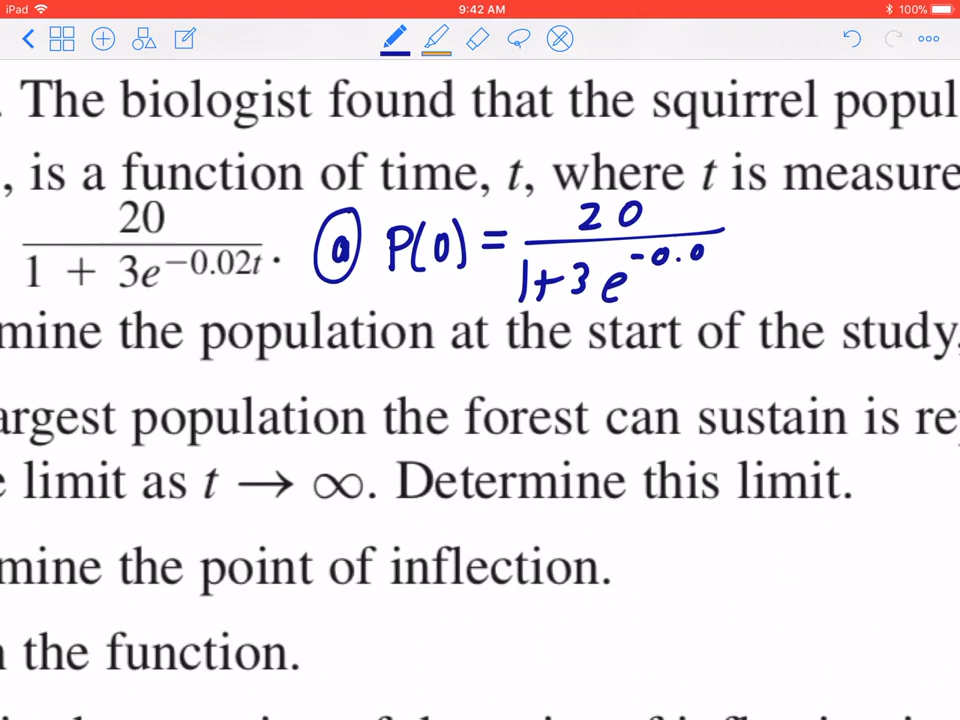 iPad 9:42 AM 100%
. The biologist found that the squirrel popul
, is a function of time, t, where t is measure
20 / 1 + 3e^−0.02t . ⓐ P(0) = 20 / 1+3e^-0.0
mine the population at the start of the study,
argest population the forest can sustain is re
e limit as t → ∞. Determine this limit.
mine the point of inflection.
n the function.